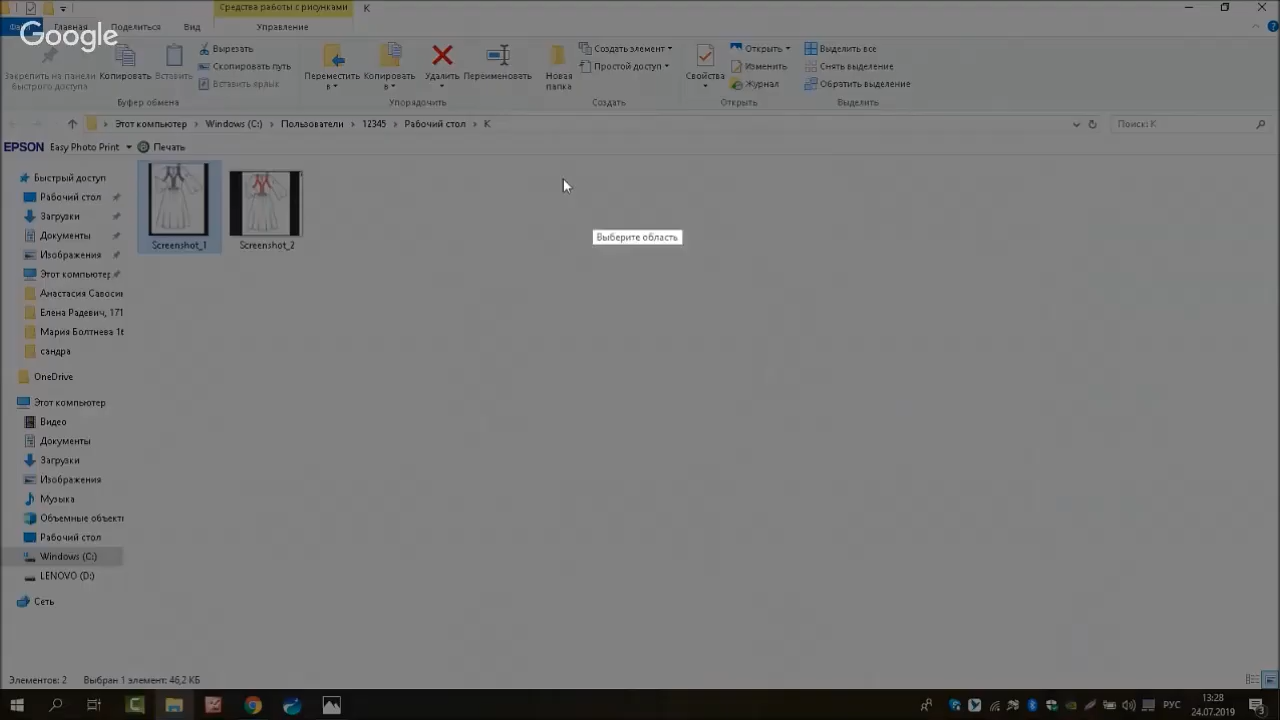 Средства работы с рисунками
K
Файл
Главная
Поделиться
Вид
Управление
Google
Закрепить на панели быстрого доступа
Копировать
Вставить
Вырезать
Скопировать путь
Вставить ярлык
Буфер обмена
Переместить в
Копировать в
Удалить
Переименовать
Упорядочить
Новая папка
Создать элемент
Простой доступ
Создать
Свойства
Открыть
Изменить
Журнал
Открыть
Выделить все
Снять выделение
Обратить выделение
Выделить
Этот компьютер
Windows (C:)
Пользователи
12345
Рабочий стол
K
Поиск: K
EPSON
Easy Photo Print
Печать
Быстрый доступ
Рабочий стол
Загрузки
Документы
Изображения
Этот компьютер
Анастасия Савосин
Елена Радевич, 171
Мария Болтнева 16
сандра
OneDrive
Этот компьютер
Видео
Документы
Загрузки
Изображения
Музыка
Объемные объекты
Рабочий стол
Windows (C:)
LENOVO (D:)
Сеть
Screenshot_1
Screenshot_2
Выберите область
Элементов: 2
Выбран 1 элемент: 46,2 КБ
РУС
13:28
24.07.2019
3